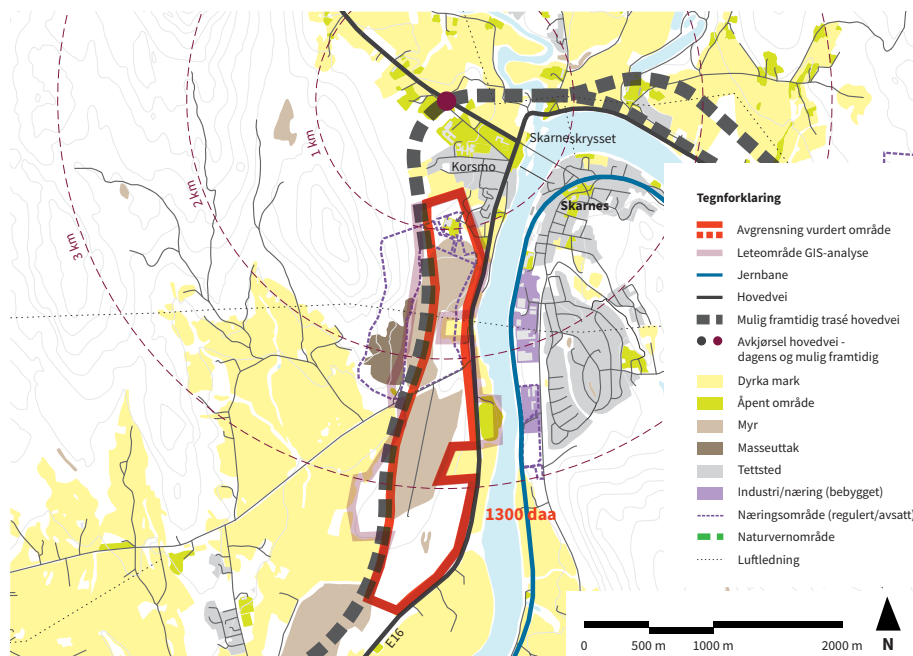 1 km
2 km
3 km
Skarneskrysset
Korsmo
Skarnes
1300 daa
E16
Tegnforklaring
Avgrensning vurdert område
Leteområde GIS-analyse
Jernbane
Hovedvei
Mulig framtidig trasé hovedvei
Avkjørsel hovedvei -
dagens og mulig framtidig
Dyrka mark
Åpent område
Myr
Masseuttak
Tettsted
Industri/næring (bebygget)
Næringsområde (regulert/avsatt)
Naturvernområde
Luftledning
0 500 m 1000 m 2000 m
N